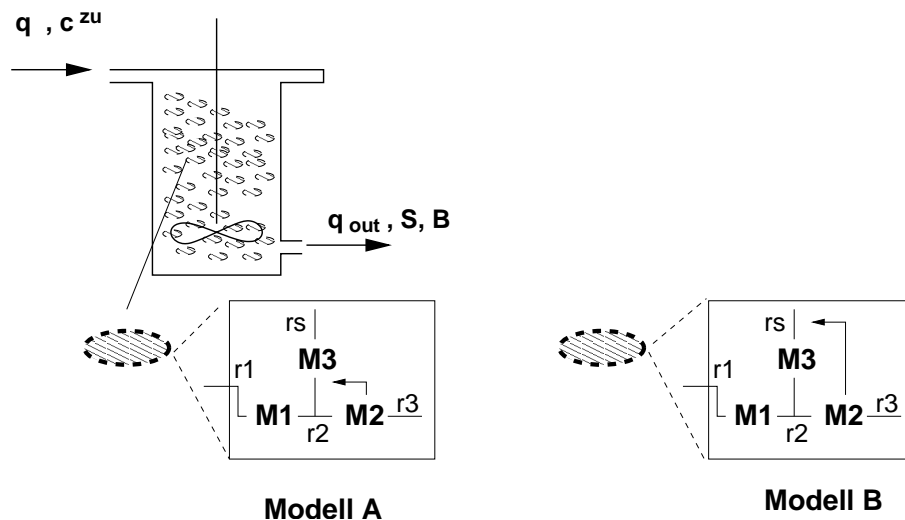 q , c zu
q out , S, B
rs
r1
M3
M1
M2
r3
r2
Modell A
rs
r1
M3
M1
M2
r3
r2
Modell B